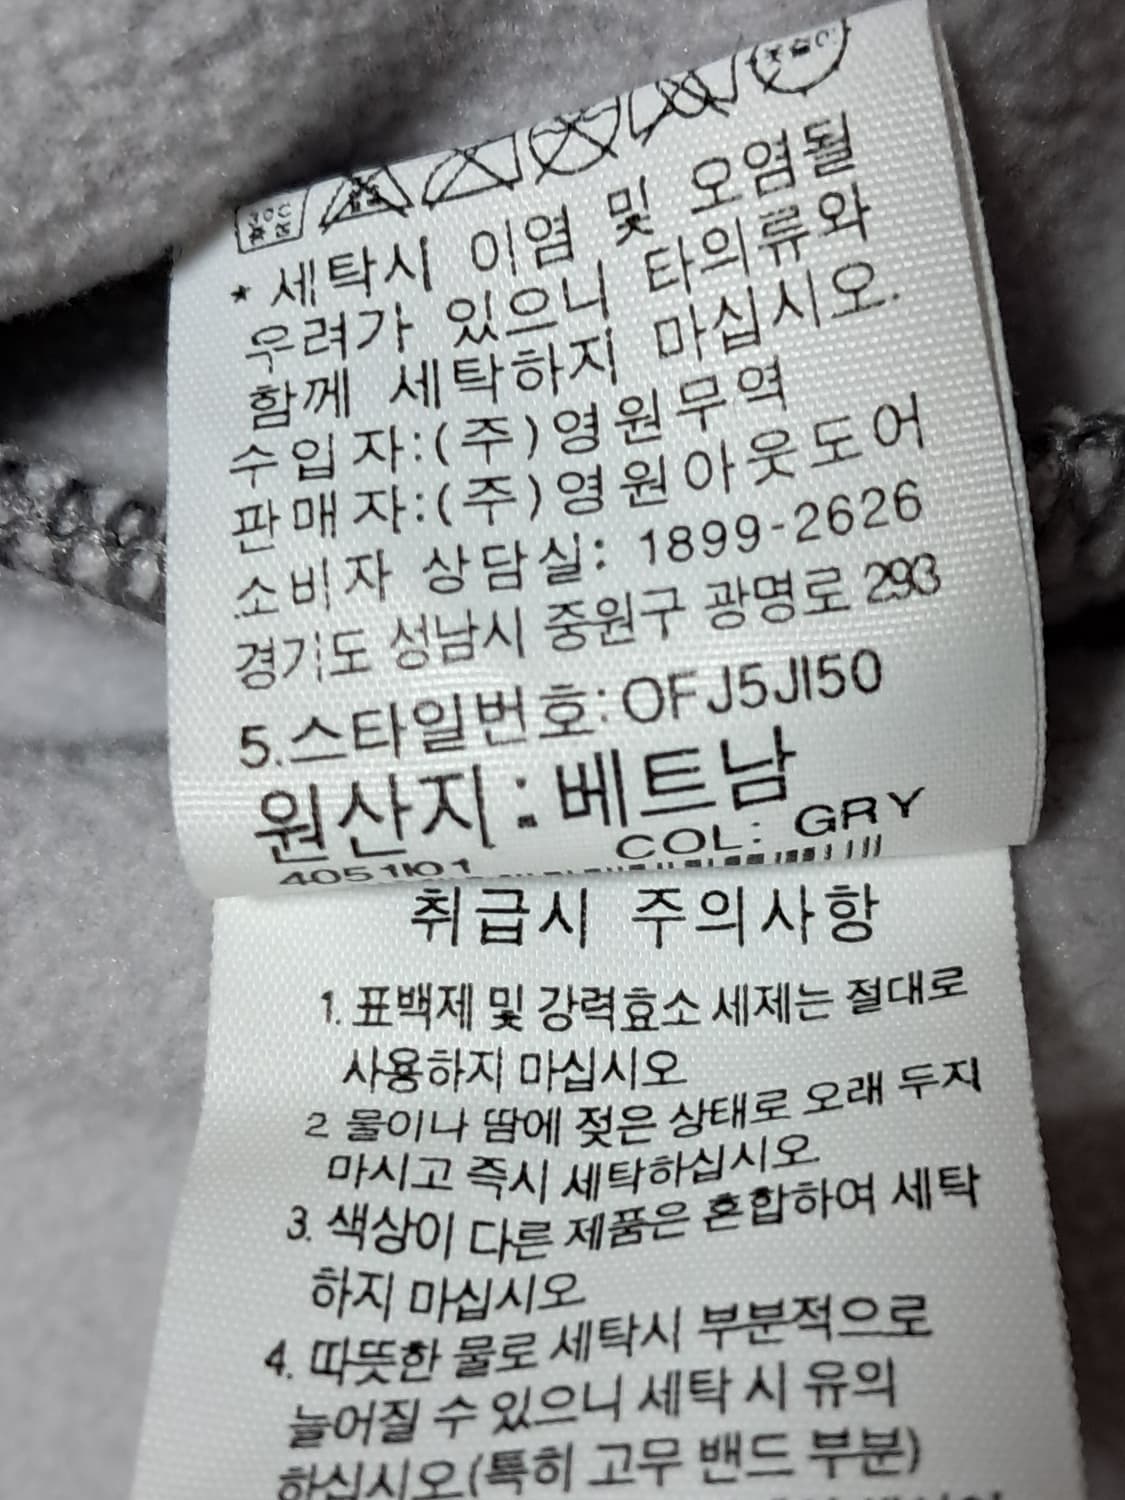 * 세탁시 이염 및 오염될
우려가 있으니 타의류와
함께 세탁하지 마십시오.
수입자:(주)영원무역
판매자:(주)영원아웃도어
소비자 상담실: 1899-2626
경기도 성남시 중원구 광명로 293
5.스타일번호:OFJ5JI50
원산지:베트남
COL: GRY
취급시 주의사항
1. 표백제 및 강력효소 세제는 절대로
사용하지 마십시오
2 물이나 땀에 젖은 상태로 오래 두지
마시고 즉시 세탁하십시오
3. 색상이 다른 제품은 혼합하여 세탁
하지 마십시오
4. 따뜻한 물로 세탁시 부분적으로
늘어질 수 있으니 세탁 시 유의
하십시오(특히 고무 밴드 부분)